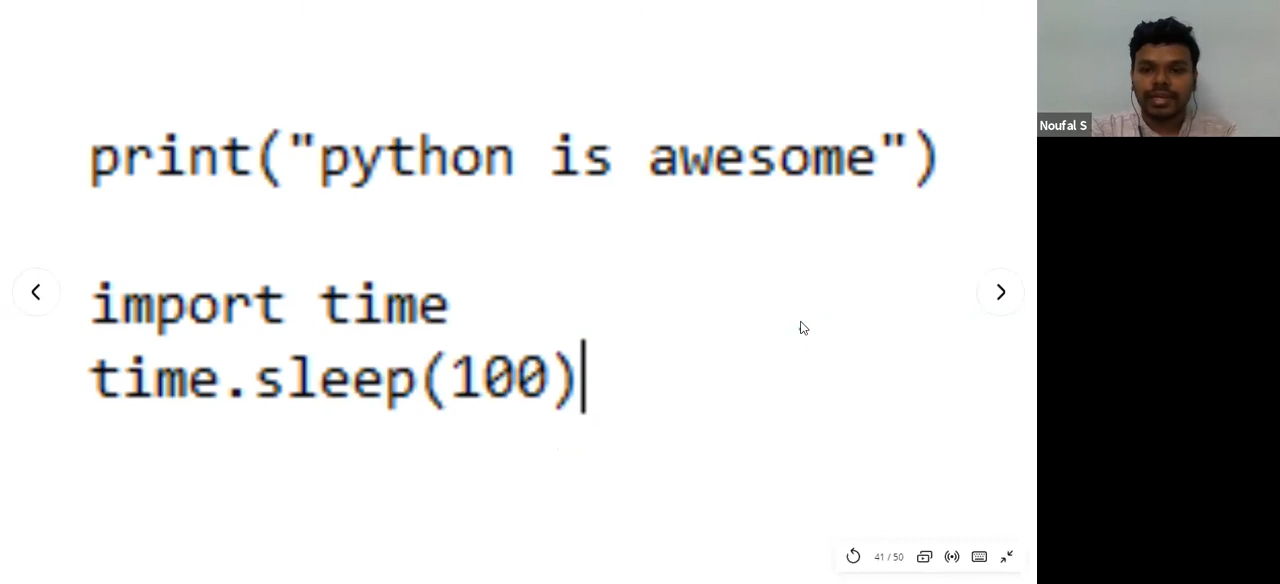 print("python is awesome")
import time
time.sleep(100)
Noufal S
41 / 50